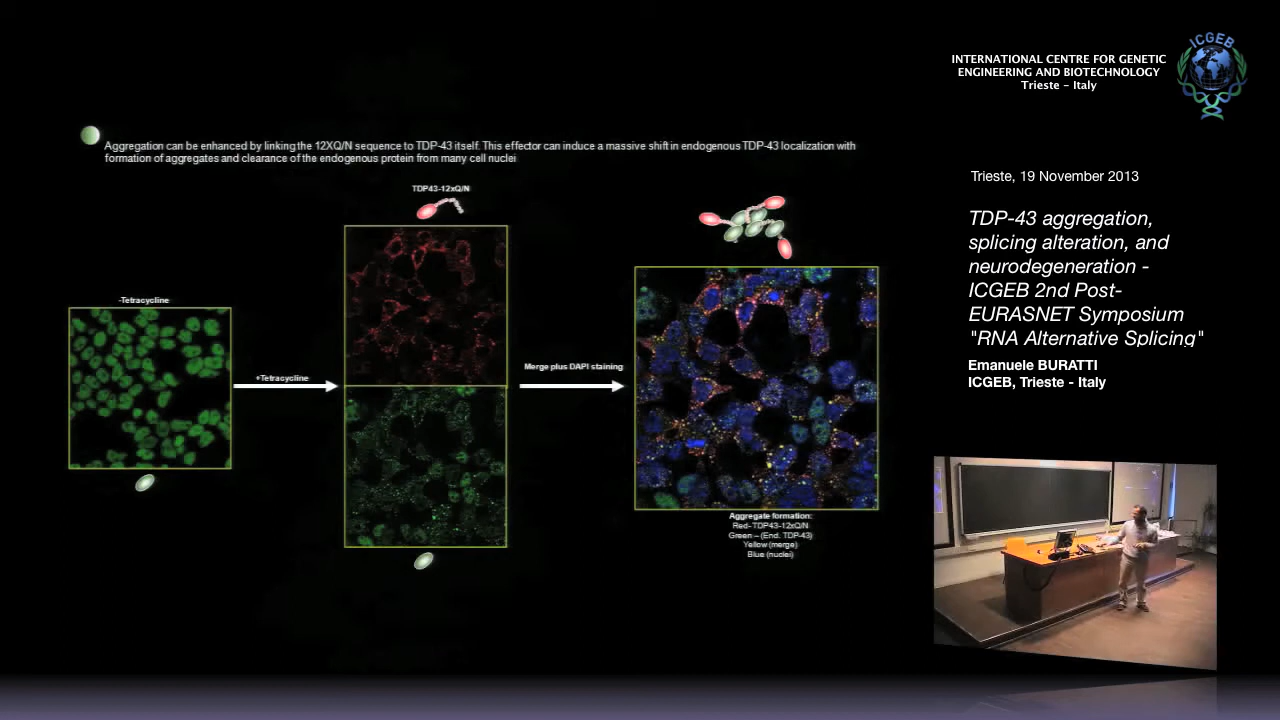 INTERNATIONAL CENTRE FOR GENETIC
ENGINEERING AND BIOTECHNOLOGY
Trieste - Italy
ICGEB
Aggregation can be enhanced by linking the 12XQ/N sequence to TDP-43 itself. This effector can induce a massive shift in endogenous TDP-43 localization with
formation of aggregates and clearance of the endogenous protein from many cell nuclei
TDP43-12xQ/N
-Tetracycline
+Tetracycline
Merge plus DAPI staining
Aggregate formation:
Red- TDP43-12xQ/N
Green – (End. TDP-43)
Yellow (merge)
Blue (nuclei)
Trieste, 19 November 2013
TDP-43 aggregation,
splicing alteration, and
neurodegeneration -
ICGEB 2nd Post-
EURASNET Symposium
"RNA Alternative Splicing"
Emanuele BURATTI
ICGEB, Trieste - Italy